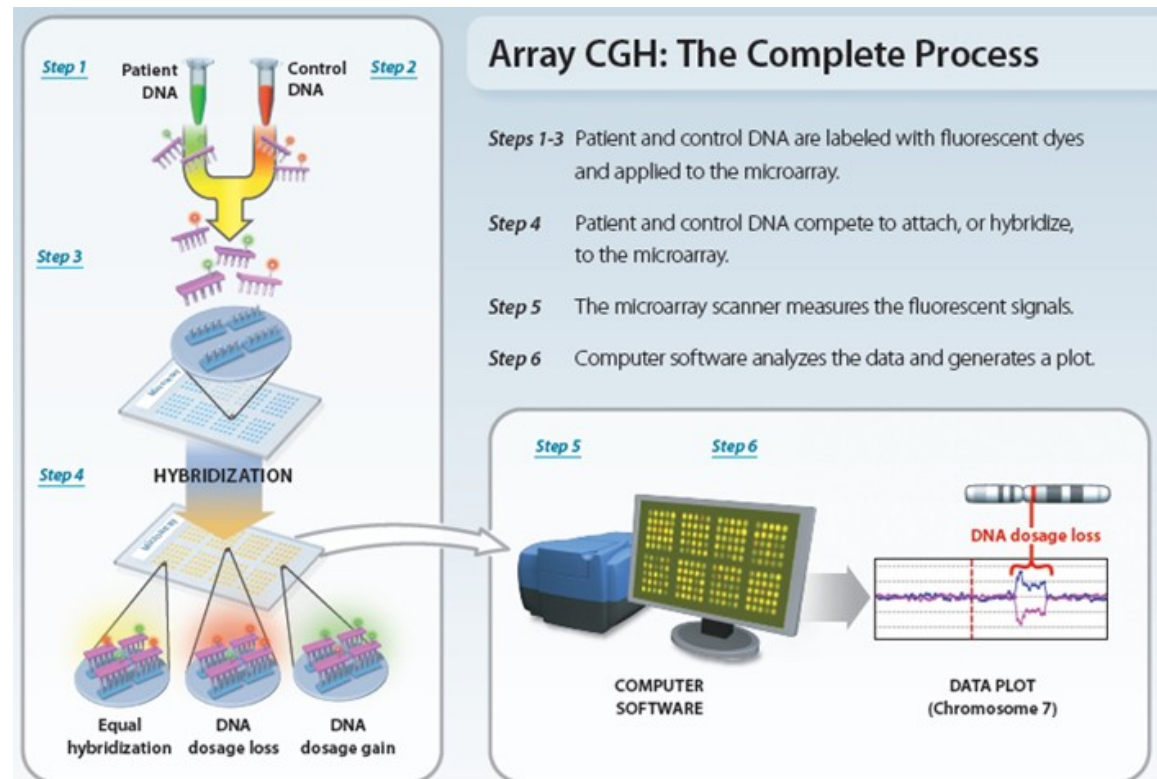 Array CGH: The Complete Process
Step 1
Patient
DNA
Control
DNA
Step 2
Step 3
Step 4
HYBRIDIZATION
Equal
hybridization
DNA
dosage loss
DNA
dosage gain
Steps 1-3 Patient and control DNA are labeled with fluorescent dyes
and applied to the microarray.
Step 4 Patient and control DNA compete to attach, or hybridize,
to the microarray.
Step 5 The microarray scanner measures the fluorescent signals.
Step 6 Computer software analyzes the data and generates a plot.
Step 5
Step 6
DNA dosage loss
COMPUTER
SOFTWARE
DATA PLOT
(Chromosome 7)